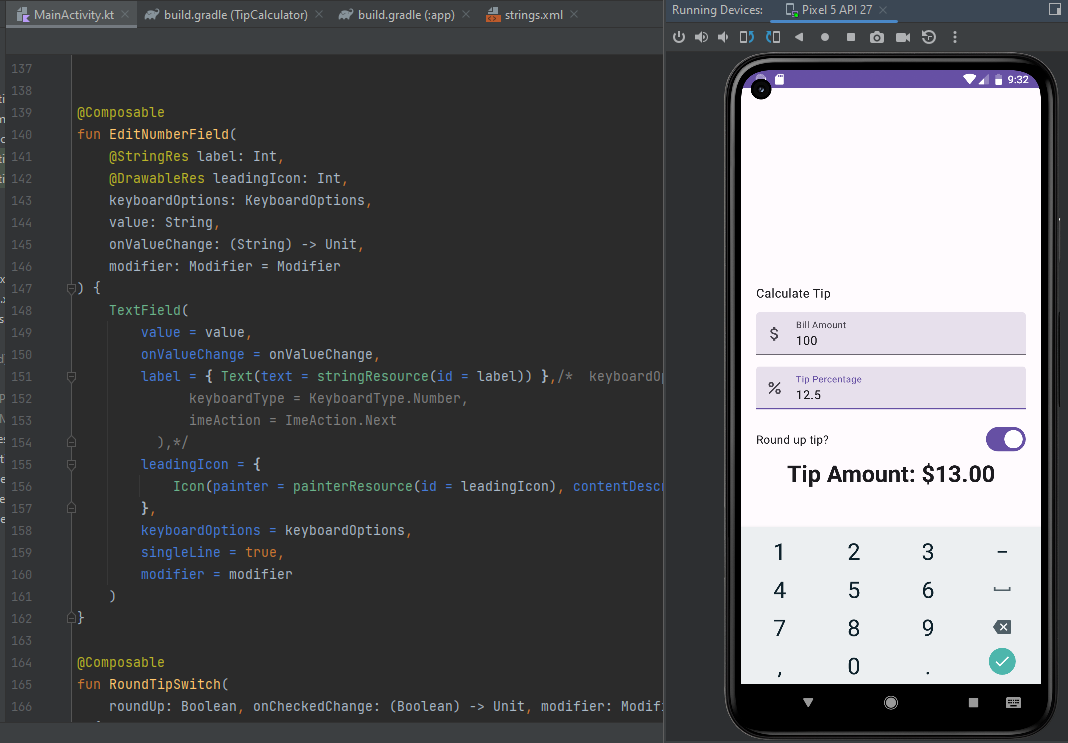 MainActivity.kt
build.gradle (TipCalculator)
build.gradle (:app)
strings.xml
Running Devices:
Pixel 5 API 27
137
138
139 @Composable
140 fun EditNumberField(
141 @StringRes label: Int,
142 @DrawableRes leadingIcon: Int,
143 keyboardOptions: KeyboardOptions,
144 value: String,
145 onValueChange: (String) -> Unit,
146 modifier: Modifier = Modifier
147 ) {
148 TextField(
149 value = value,
150 onValueChange = onValueChange,
151 label = { Text(text = stringResource(id = label)) },/* keyboardOp
152 keyboardType = KeyboardType.Number,
153 imeAction = ImeAction.Next
154 ),*/
155 leadingIcon = {
156 Icon(painter = painterResource(id = leadingIcon), contentDescr
157 },
158 keyboardOptions = keyboardOptions,
159 singleLine = true,
160 modifier = modifier
161 )
162 }
163
164 @Composable
165 fun RoundTipSwitch(
166 roundUp: Boolean, onCheckedChange: (Boolean) -> Unit, modifier: Modif
9:32
Calculate Tip
$ Bill Amount
100
% Tip Percentage
12.5
Round up tip?
Tip Amount: $13.00
1 2 3 -
4 5 6
7 8 9
, 0 .